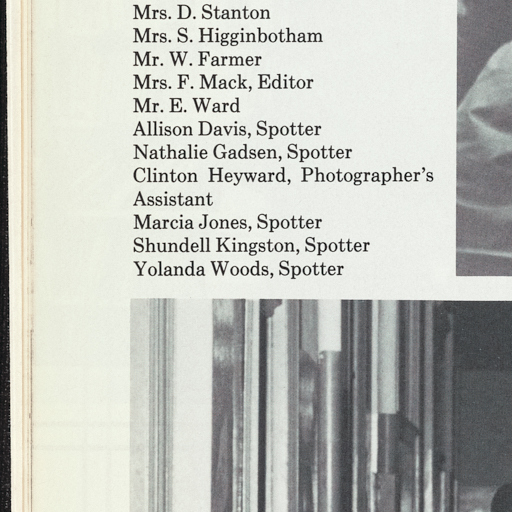 Mrs. D. Stanton
Mrs. S. Higginbotham
Mr. W. Farmer
Mrs. F. Mack, Editor
Mr. E. Ward
Allison Davis, Spotter
Nathalie Gadsen, Spotter
Clinton Heyward, Photographer's
Assistant
Marcia Jones, Spotter
Shundell Kingston, Spotter
Yolanda Woods, Spotter